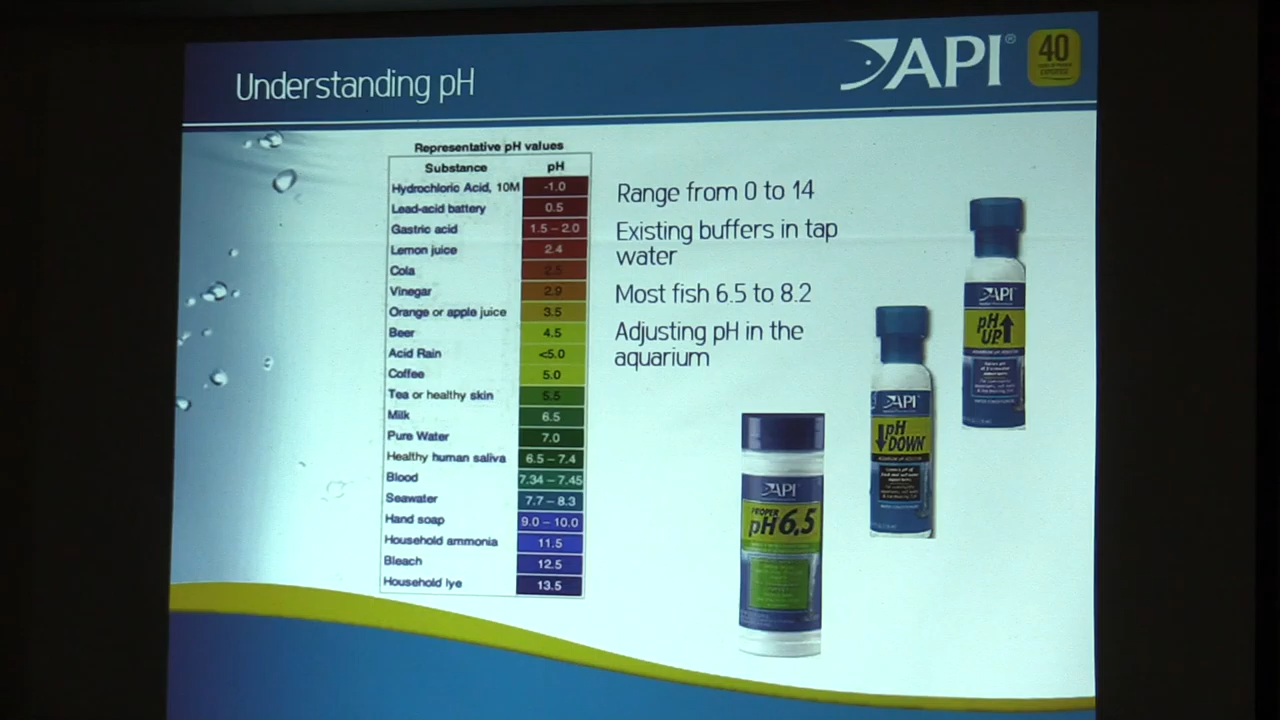 Understanding pH
API®
40
Representative pH values
Substance pH
Hydrochloric Acid, 10M -1.0
Lead-acid battery 0.5
Gastric acid 1.5 – 2.0
Lemon juice 2.4
Cola 2.5
Vinegar 2.9
Orange or apple juice 3.5
Beer 4.5
Acid Rain <5.0
Coffee 5.0
Tea or healthy skin 5.5
Milk 6.5
Pure Water 7.0
Healthy human saliva 6.5 – 7.4
Blood 7.34 – 7.45
Seawater 7.7 – 8.3
Hand soap 9.0 – 10.0
Household ammonia 11.5
Bleach 12.5
Household lye 13.5
Range from 0 to 14
Existing buffers in tap
water
Most fish 6.5 to 8.2
Adjusting pH in the
aquarium
API
pH
UP
API
pH
DOWN
API
PROPER
pH 6.5